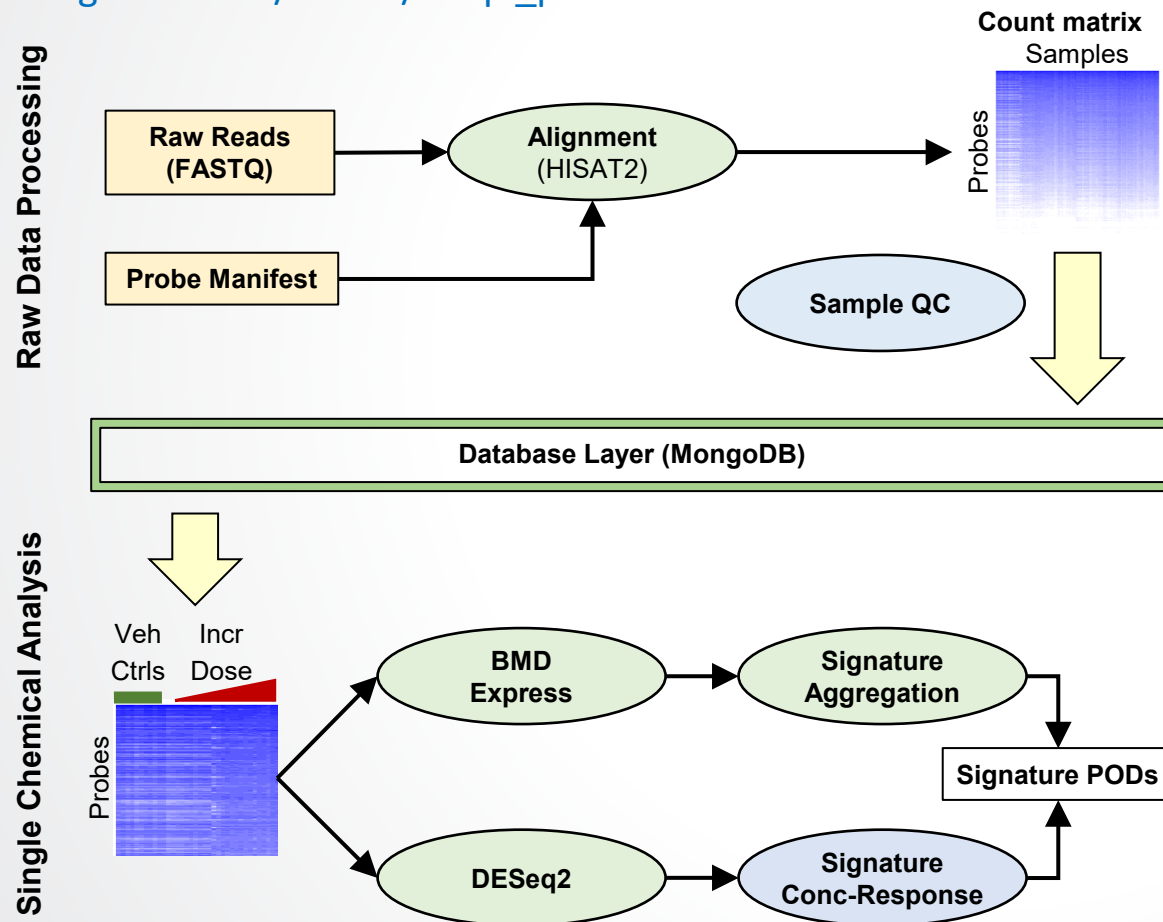 Count matrix
Samples
Probes
Raw Data Processing
Raw Reads
(FASTQ)
Alignment
(HISAT2)
Probe Manifest
Sample QC
Database Layer (MongoDB)
Single Chemical Analysis
Veh
Ctrls
Incr
Dose
Probes
BMD
Express
Signature
Aggregation
Signature PODs
DESeq2
Signature
Conc-Response